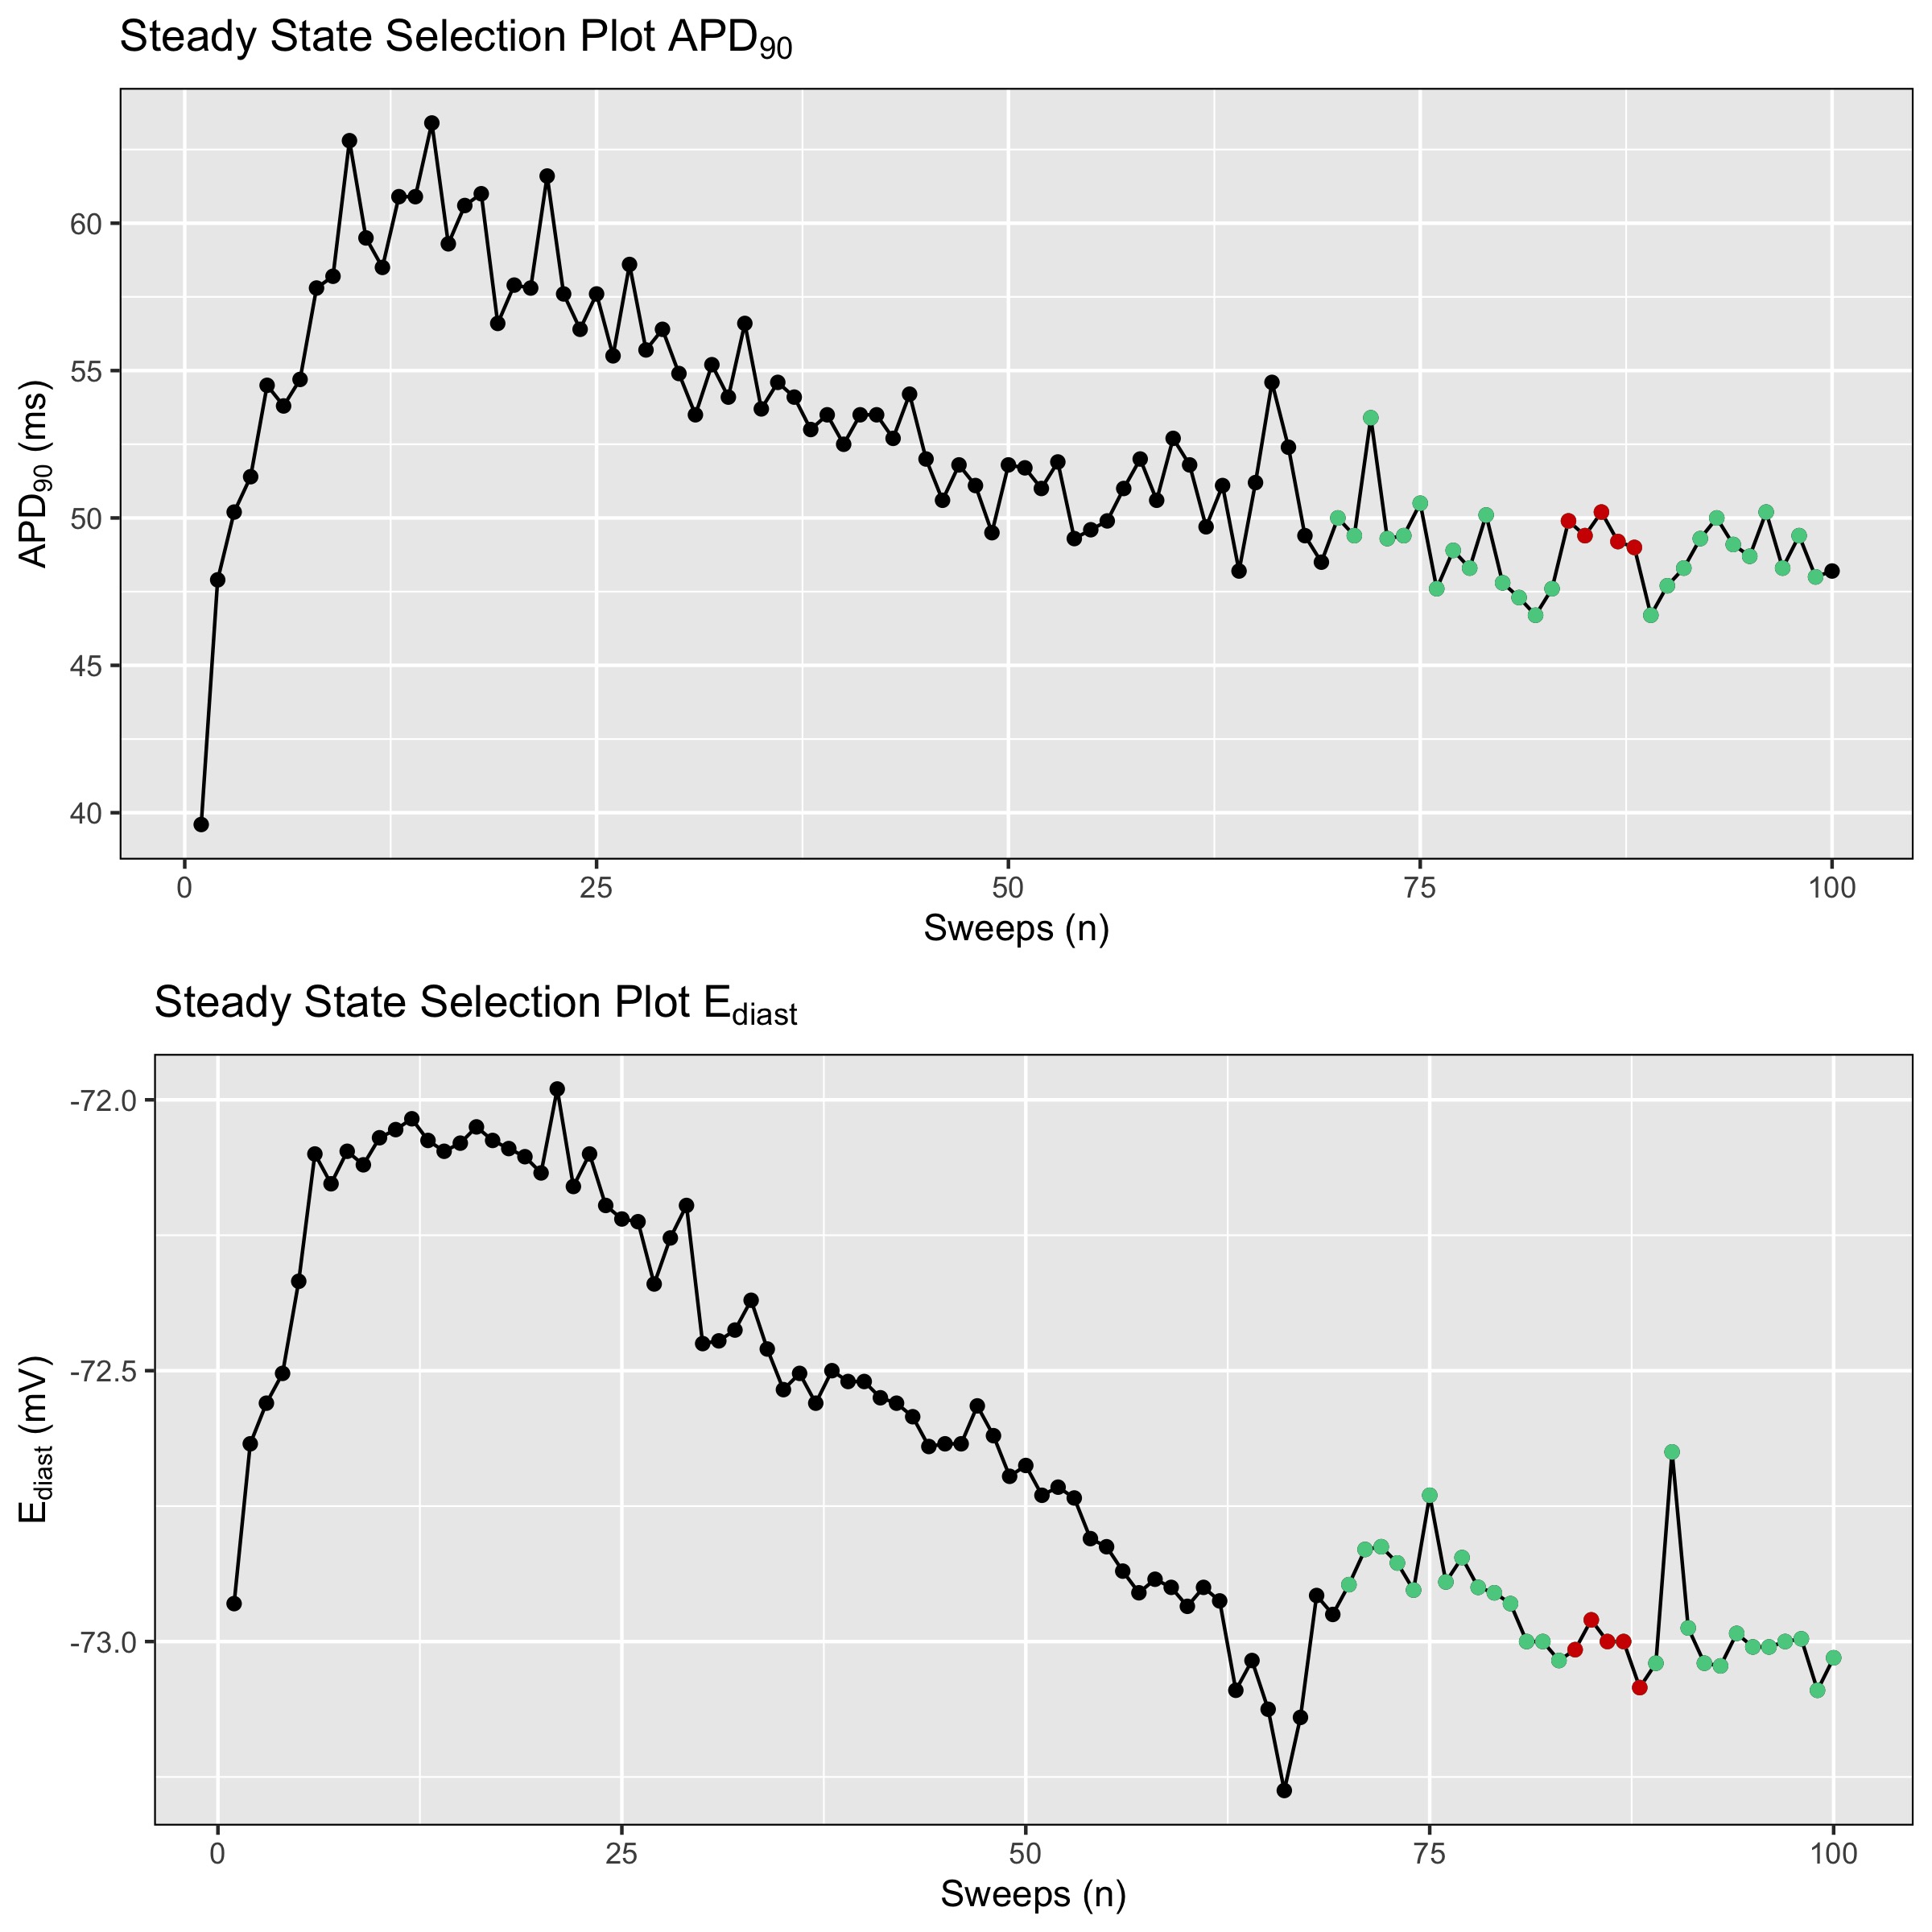 Steady State Selection Plot APD90
APD90 (ms)
60
55
50
45
40
0 25 50 75 100
Sweeps (n)
Steady State Selection Plot Ediast
Ediast (mV)
-72.0
-72.5
-73.0
0 25 50 75 100
Sweeps (n)